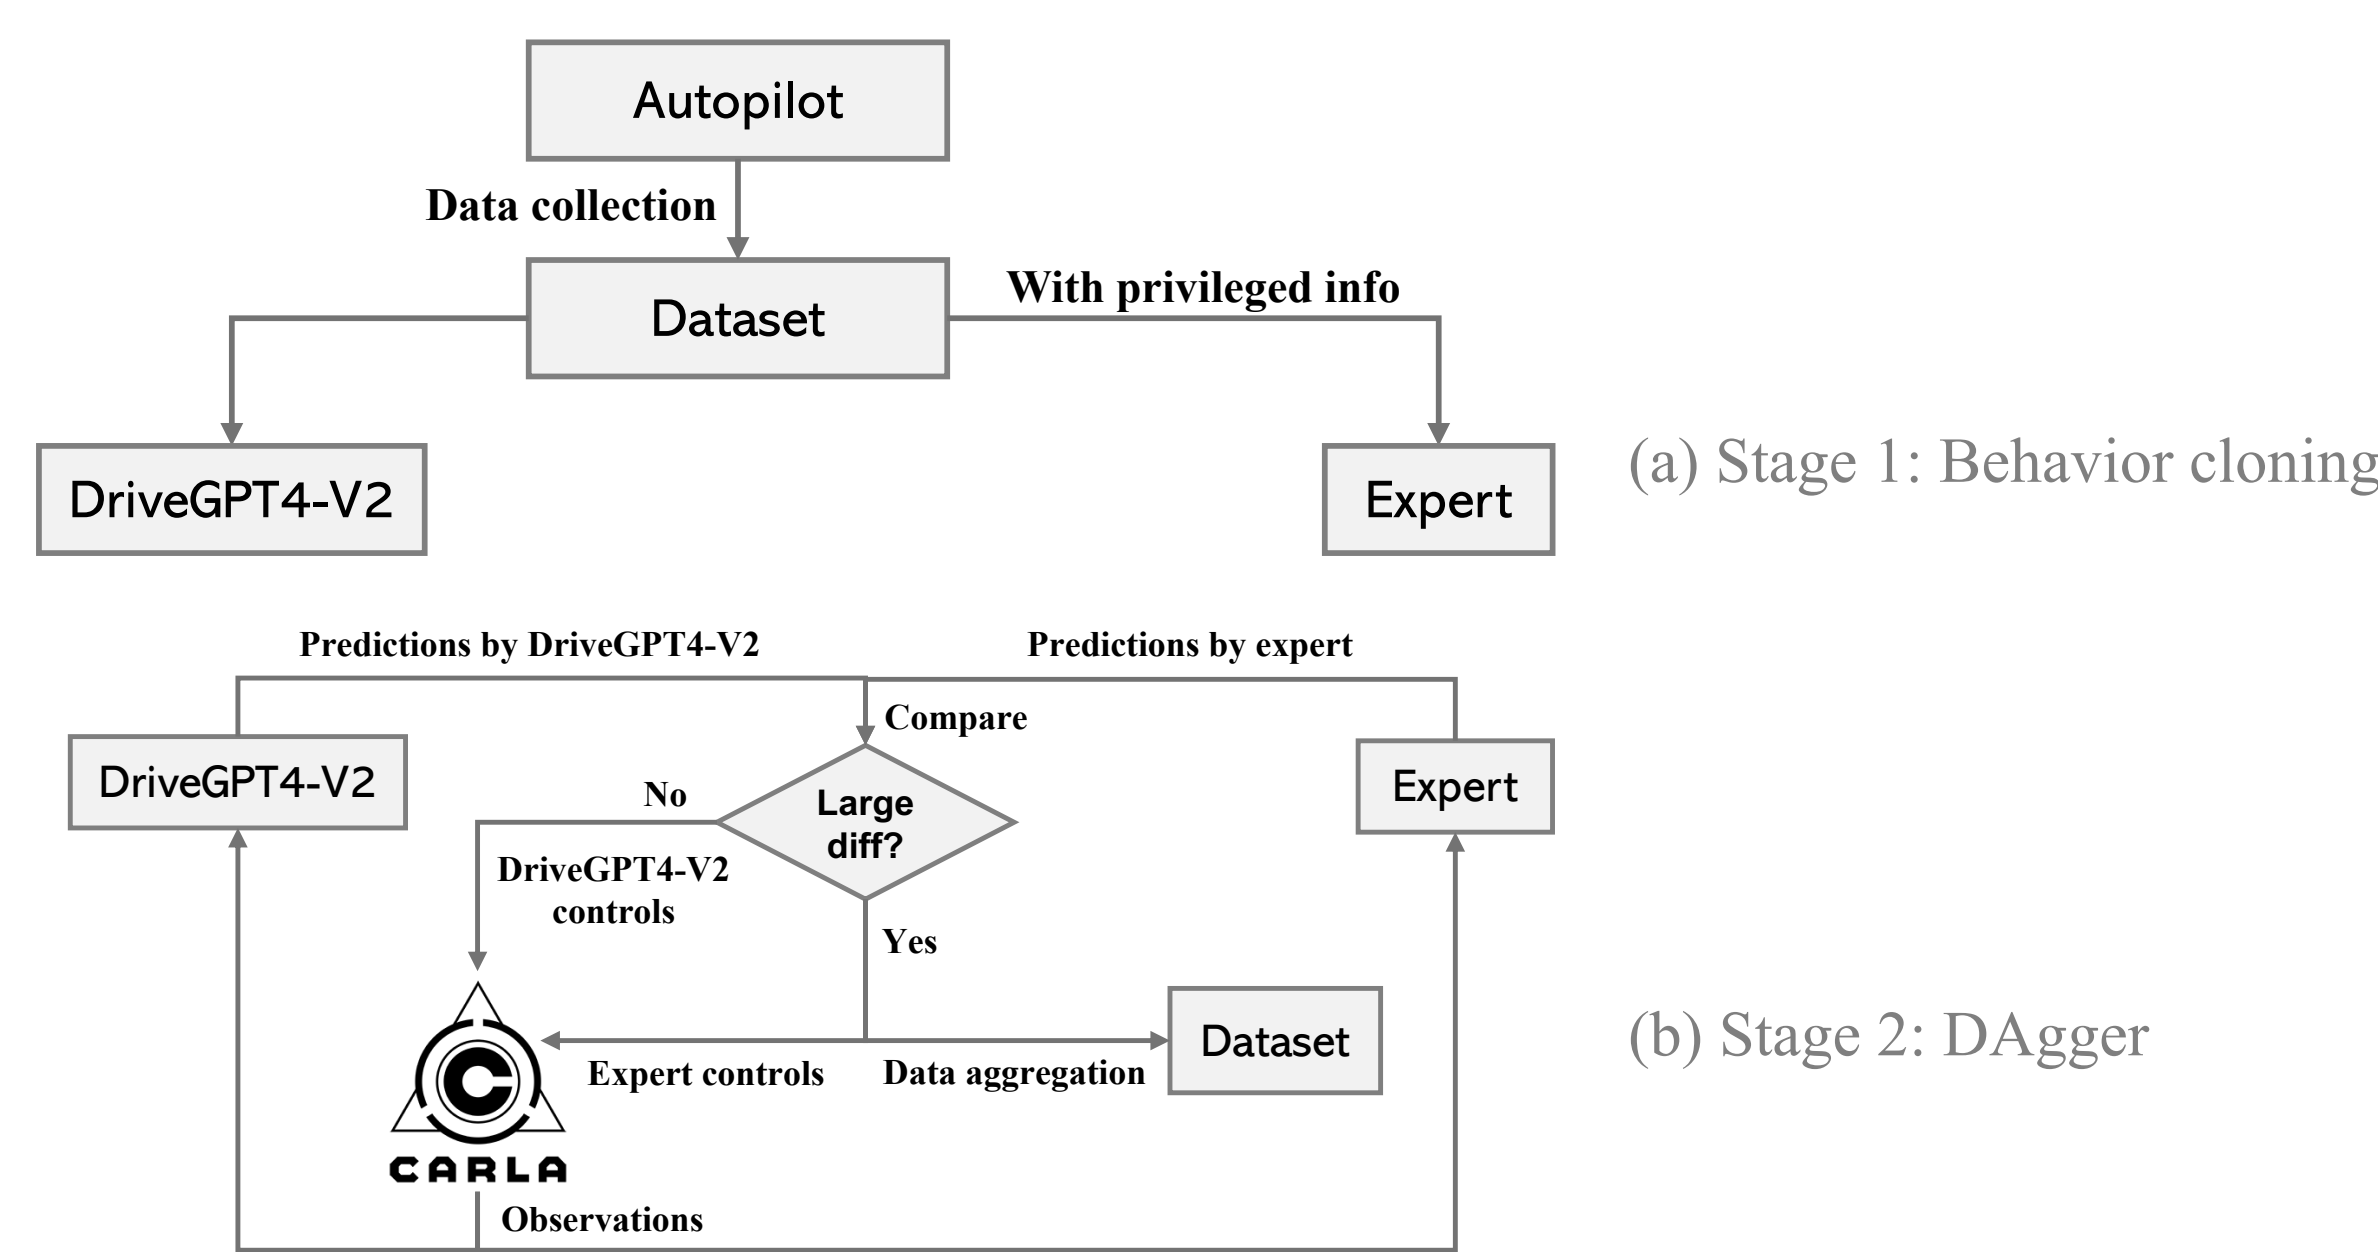 Autopilot
Data collection
Dataset
With privileged info
DriveGPT4-V2
Expert
(a) Stage 1: Behavior cloning
Predictions by DriveGPT4-V2
Predictions by expert
Compare
DriveGPT4-V2
No
Large
diff?
Expert
DriveGPT4-V2
controls
Yes
Expert controls
Data aggregation
Dataset
(b) Stage 2: DAgger
CARLA
Observations